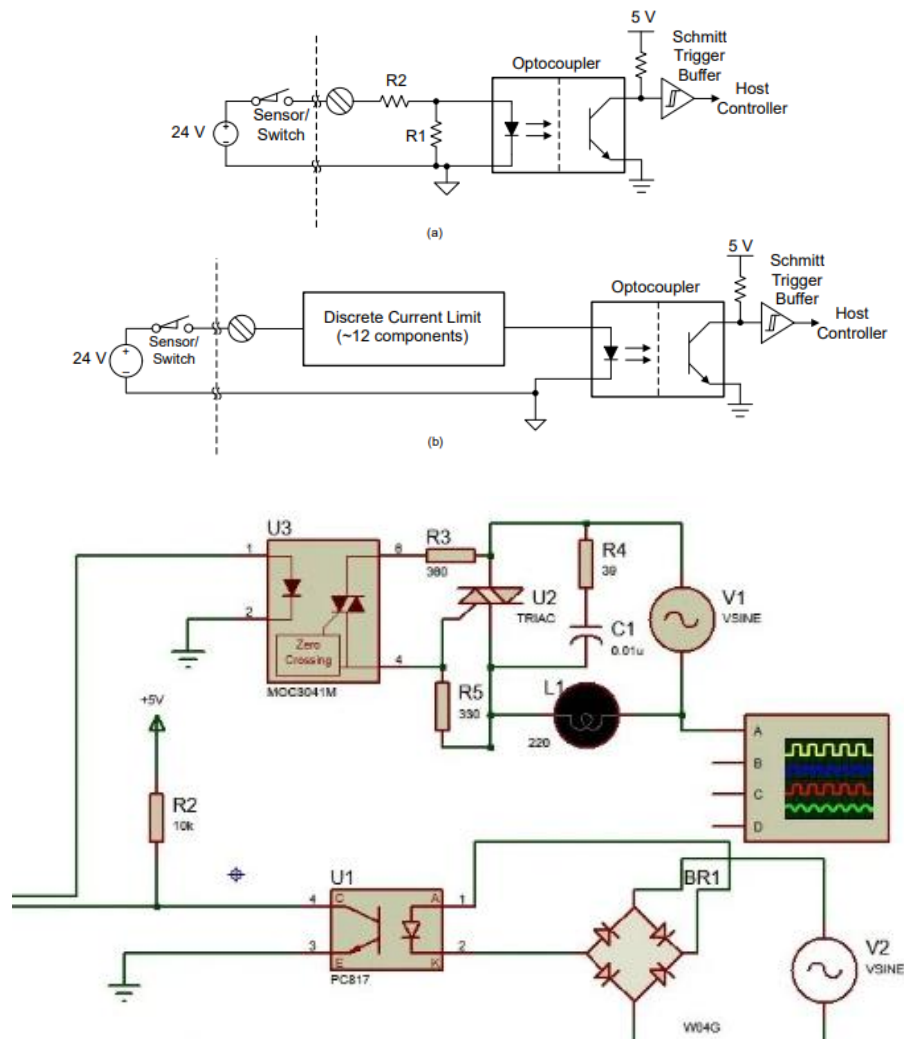 5 V
Schmitt
Trigger
Buffer
Optocoupler
Host
Controller
R2
Sensor/
Switch
24 V
R1
(a)
5 V
Schmitt
Trigger
Buffer
Optocoupler
Host
Controller
Discrete Current Limit
(~12 components)
Sensor/
Switch
24 V
(b)
U3
1
6
R3
380
R4
39
2
U2
TRIAC
V1
VSINE
Zero
Crossing
C1
0.01u
4
MOC3041M
R5
330
L1
220
+5V
A
B
C
D
R2
10k
U1
BR1
4
C
A
1
V2
VSINE
3
E
K
2
PC817
W04G